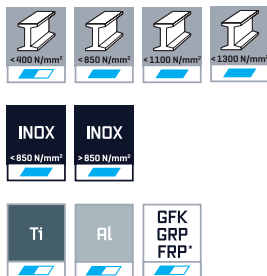 <400 N/mm² <850 N/mm² <1100 N/mm² <1300 N/mm²
INOX INOX
<850 N/mm² >850 N/mm²
Ti Al GFK
GRP
FRP*